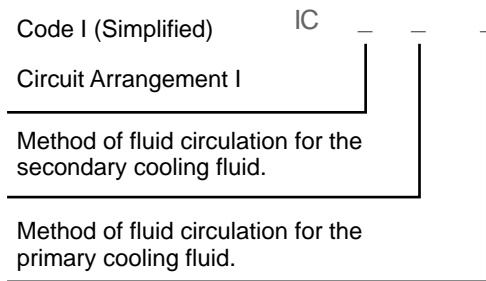 Code I (Simplified) IC _ _ _
Circuit Arrangement I
Method of fluid circulation for the
secondary cooling fluid.
Method of fluid circulation for the
primary cooling fluid.